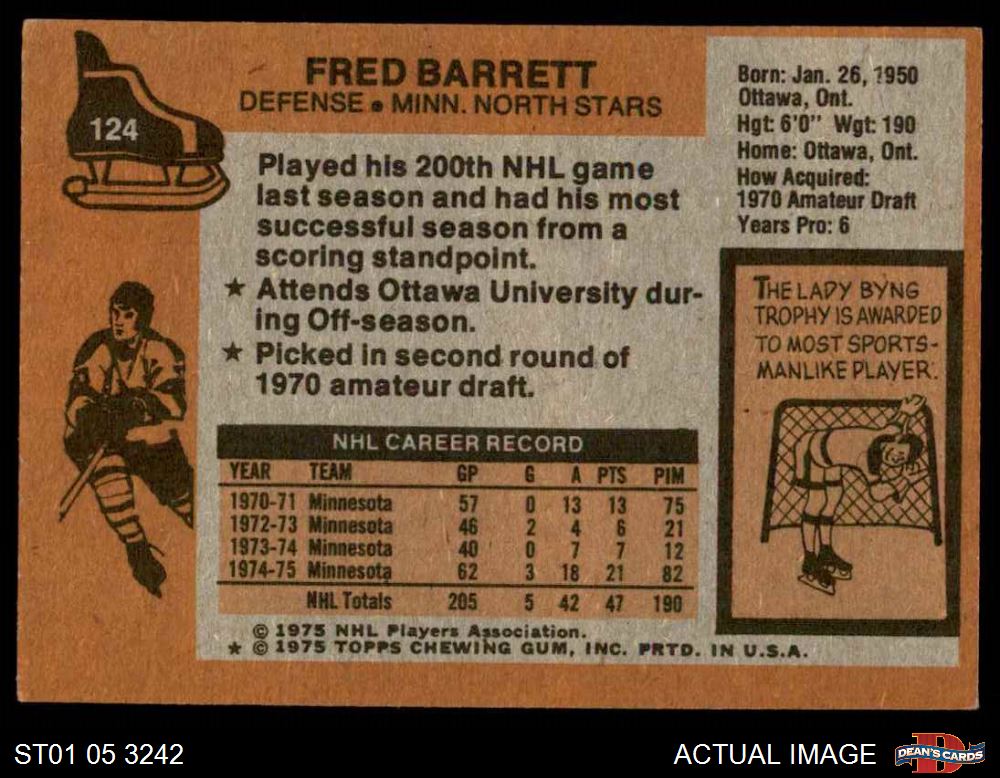 124
FRED BARRETT
DEFENSE • MINN. NORTH STARS
Played his 200th NHL game
last season and had his most
successful season from a
scoring standpoint.
★ Attends Ottawa University dur-
ing Off-season.
★ Picked in second round of
1970 amateur draft.
Born: Jan. 26, 1950
Ottawa, Ont.
Hgt: 6'0" Wgt: 190
Home: Ottawa, Ont.
How Acquired:
1970 Amateur Draft
Years Pro: 6
THE LADY BYNG
TROPHY IS AWARDED
TO MOST SPORTS-
MANLIKE PLAYER.
NHL CAREER RECORD
YEAR TEAM GP G A PTS PIM
1970-71 Minnesota 57 0 13 13 75
1972-73 Minnesota 46 2 4 6 21
1973-74 Minnesota 40 0 7 7 12
1974-75 Minnesota 62 3 18 21 82
NHL Totals 205 5 42 47 190
© 1975 NHL Players Association.
★ © 1975 TOPPS CHEWING GUM, INC. PRTD. IN U.S.A.
ST01 05 3242
ACTUAL IMAGE
D
DEAN'S CARDS